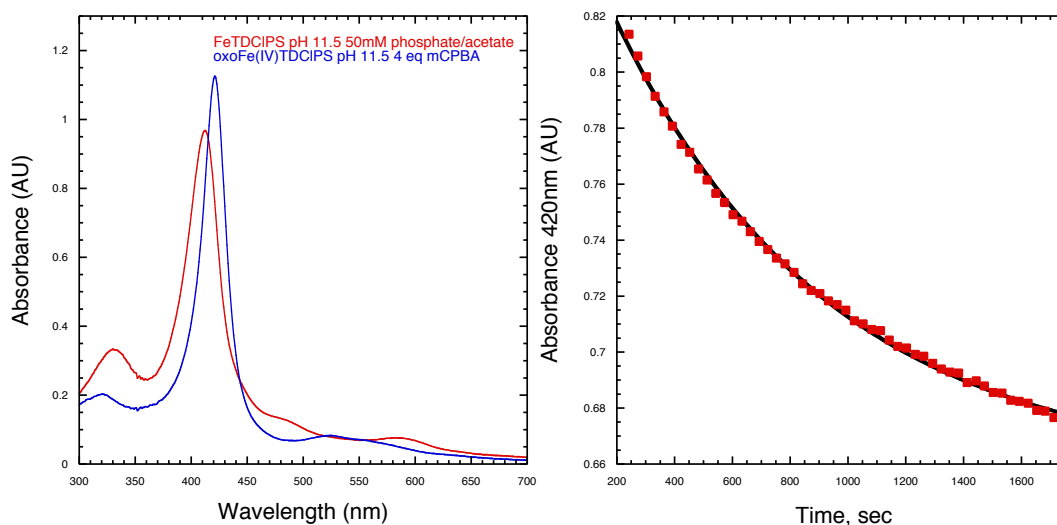 FeTDClPS pH 11.5 50mM phosphate/acetate
oxoFe(IV)TDClPS pH 11.5 4 eq mCPBA
Absorbance (AU)
1.2
1
0.8
0.6
0.4
0.2
0
300 350 400 450 500 550 600 650 700
Wavelength (nm)
Absorbance 420nm (AU)
0.82
0.8
0.78
0.76
0.74
0.72
0.7
0.68
0.66
200 400 600 800 1000 1200 1400 1600
Time, sec